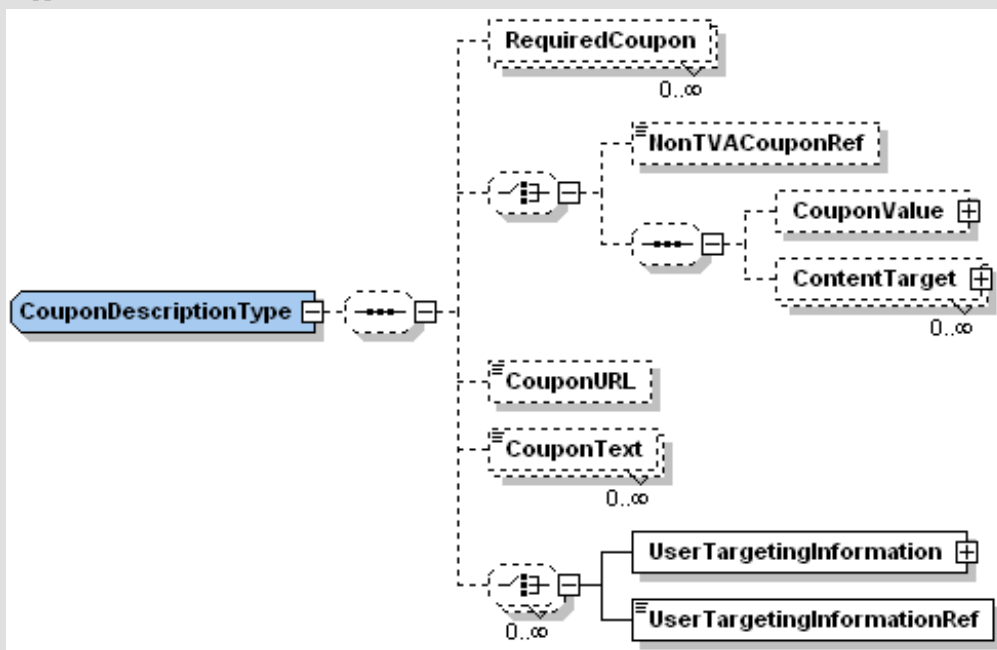 RequiredCoupon
0..∞
NonTVACouponRef
CouponValue
ContentTarget
0..∞
CouponDescriptionType
CouponURL
CouponText
0..∞
UserTargetingInformation
UserTargetingInformationRef
0..∞